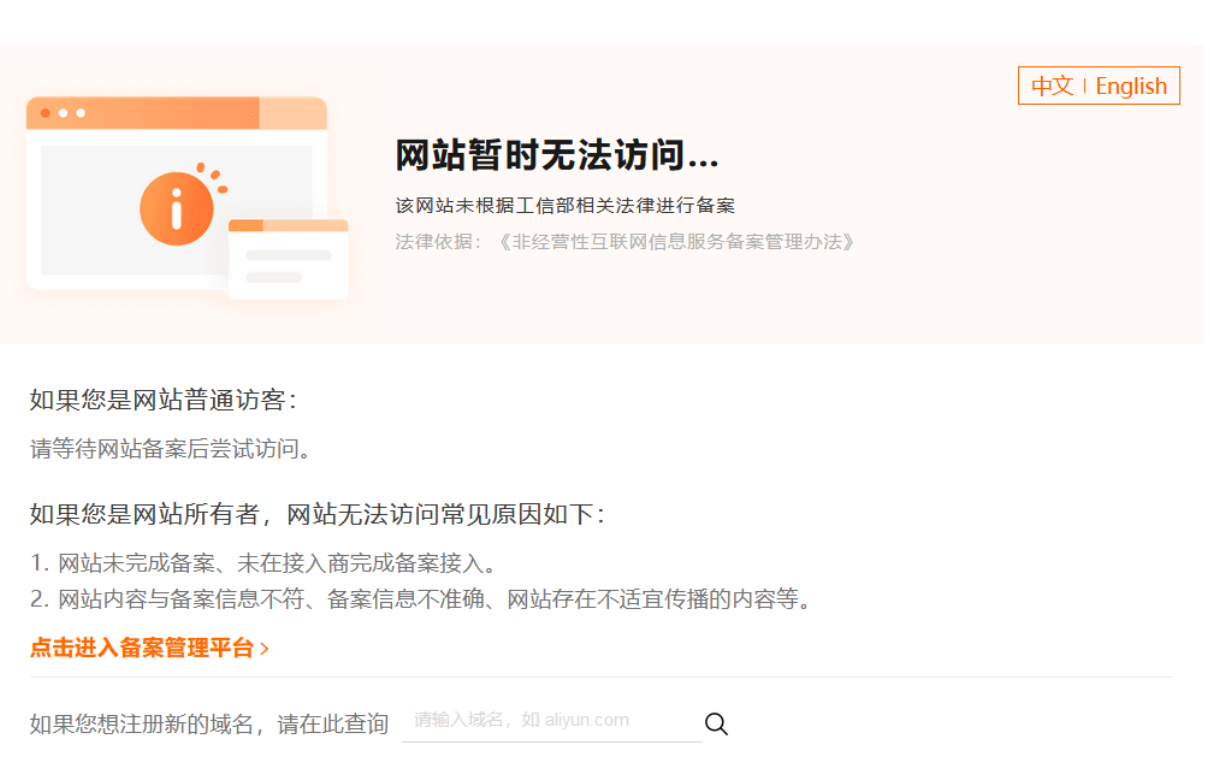 中文 | English
网站暂时无法访问...
该网站未根据工信部相关法律进行备案
法律依据：《非经营性互联网信息服务备案管理办法》
如果您是网站普通访客：
请等待网站备案后尝试访问。
如果您是网站所有者，网站无法访问常见原因如下：
1. 网站未完成备案、未在接入商完成备案接入。
2. 网站内容与备案信息不符、备案信息不准确、网站存在不适宜传播的内容等。
点击进入备案管理平台 >
如果您想注册新的域名，请在此查询 请输入域名，如 aliyun.com